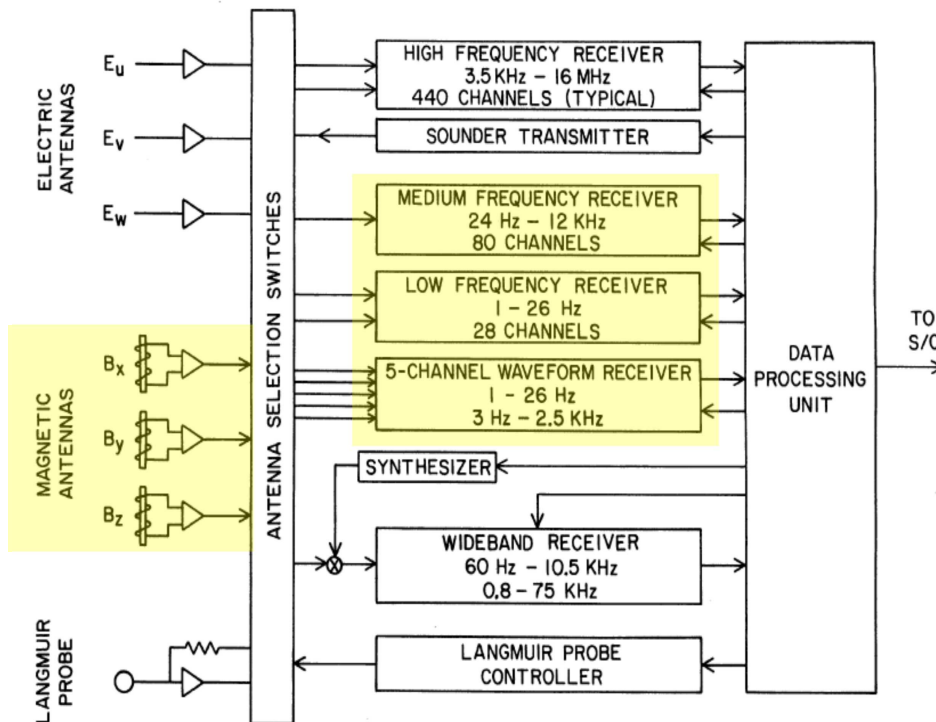 ELECTRIC
ANTENNAS
Eu
Ev
Ew
MAGNETIC
ANTENNAS
Bx
By
Bz
LANGMUIR
PROBE
ANTENNA SELECTION SWITCHES
HIGH FREQUENCY RECEIVER
3.5 KHz – 16 MHz
440 CHANNELS (TYPICAL)
SOUNDER TRANSMITTER
MEDIUM FREQUENCY RECEIVER
24 Hz – 12 KHz
80 CHANNELS
LOW FREQUENCY RECEIVER
1 – 26 Hz
28 CHANNELS
5-CHANNEL WAVEFORM RECEIVER
1 – 26 Hz
3 Hz – 2.5 KHz
SYNTHESIZER
WIDEBAND RECEIVER
60 Hz – 10.5 KHz
0.8 – 75 KHz
LANGMUIR PROBE
CONTROLLER
DATA
PROCESSING
UNIT
TO
S/C